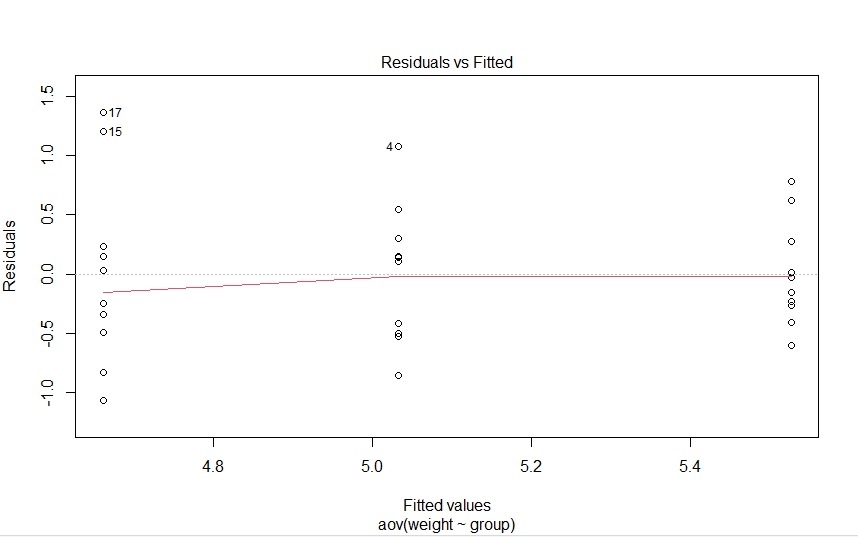 Residuals vs Fitted
1.5
1.0
0.5
0.0
-0.5
-1.0
Residuals
17
15
4
4.8 5.0 5.2 5.4
Fitted values
aov(weight ~ group)